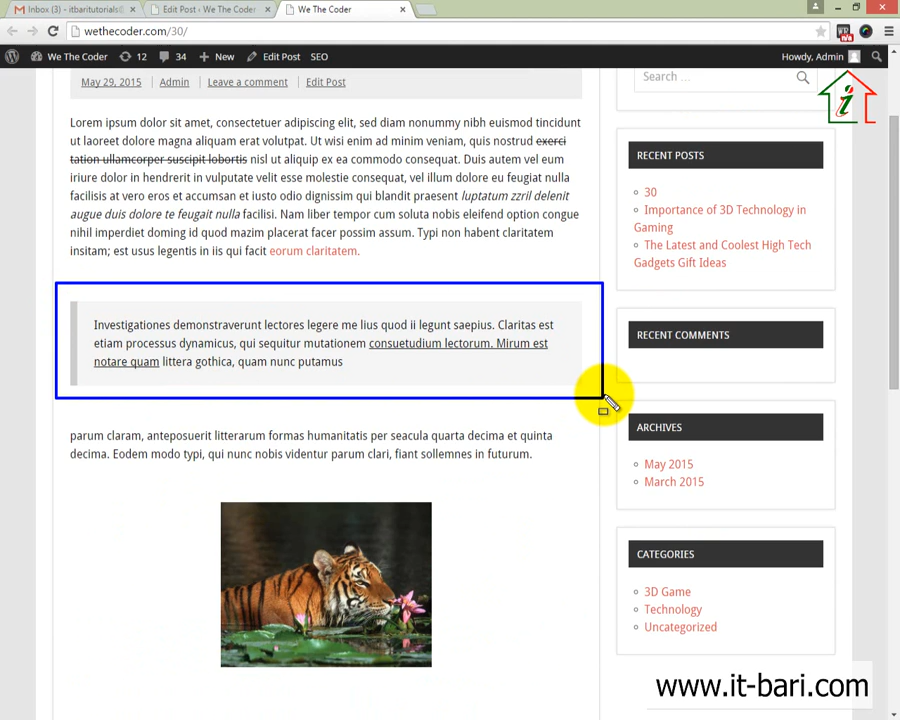 Inbox (3) - itbaritutorials@
Edit Post ‹ We The Coder
We The Coder
wethecoder.com/30/
We The Coder
12
34
New
Edit Post
SEO
Howdy, Admin
May 29, 2015
Admin
Leave a comment
Edit Post
Search …
Lorem ipsum dolor sit amet, consectetuer adipiscing elit, sed diam nonummy nibh euismod tincidunt
ut laoreet dolore magna aliquam erat volutpat. Ut wisi enim ad minim veniam, quis nostrud exerci
tation ullamcorper suscipit lobortis nisl ut aliquip ex ea commodo consequat. Duis autem vel eum
iriure dolor in hendrerit in vulputate velit esse molestie consequat, vel illum dolore eu feugiat nulla
facilisis at vero eros et accumsan et iusto odio dignissim qui blandit praesent luptatum zzril delenit
augue duis dolore te feugait nulla facilisi. Nam liber tempor cum soluta nobis eleifend option congue
nihil imperdiet doming id quod mazim placerat facer possim assum. Typi non habent claritatem
insitam; est usus legentis in iis qui facit eorum claritatem.
Investigationes demonstraverunt lectores legere me lius quod ii legunt saepius. Claritas est
etiam processus dynamicus, qui sequitur mutationem consuetudium lectorum. Mirum est
notare quam littera gothica, quam nunc putamus
parum claram, anteposuerit litterarum formas humanitatis per seacula quarta decima et quinta
decima. Eodem modo typi, qui nunc nobis videntur parum clari, fiant sollemnes in futurum.
RECENT POSTS
30
Importance of 3D Technology in
Gaming
The Latest and Coolest High Tech
Gadgets Gift Ideas
RECENT COMMENTS
ARCHIVES
May 2015
March 2015
CATEGORIES
3D Game
Technology
Uncategorized
www.it-bari.com